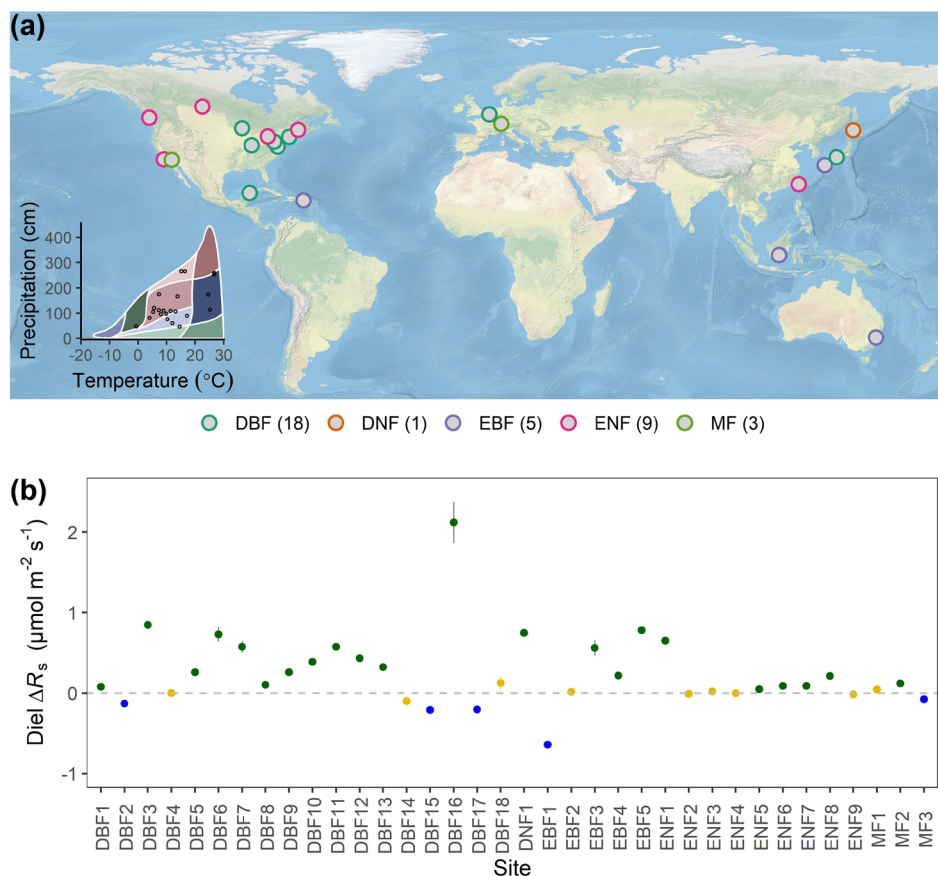 (a)
Precipitation (cm)
400
300
200
100
0
-20 -10 0 10 20 30
Temperature (°C)
DBF (18) DNF (1) EBF (5) ENF (9) MF (3)
(b)
Diel ΔRs (μmol m-2 s-1)
2
1
0
-1
DBF1 DBF2 DBF3 DBF4 DBF5 DBF6 DBF7 DBF8 DBF9 DBF10 DBF11 DBF12 DBF13 DBF14 DBF15 DBF16 DBF17 DBF18 DNF1 EBF1 EBF2 EBF3 EBF4 EBF5 ENF1 ENF2 ENF3 ENF4 ENF5 ENF6 ENF7 ENF8 ENF9 MF1 MF2 MF3
Site